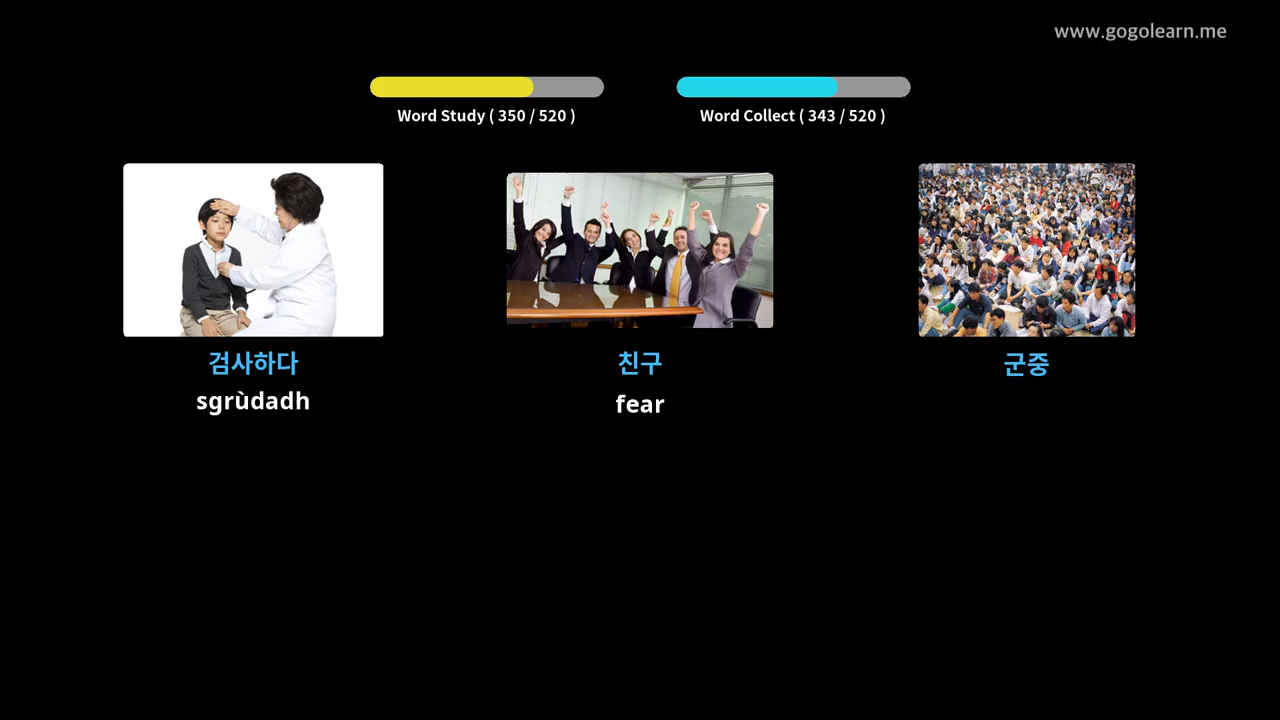 www.gogolearn.me
Word Study ( 350 / 520 )
Word Collect ( 343 / 520 )
검사하다
친구
군중
sgrùdadh
fear